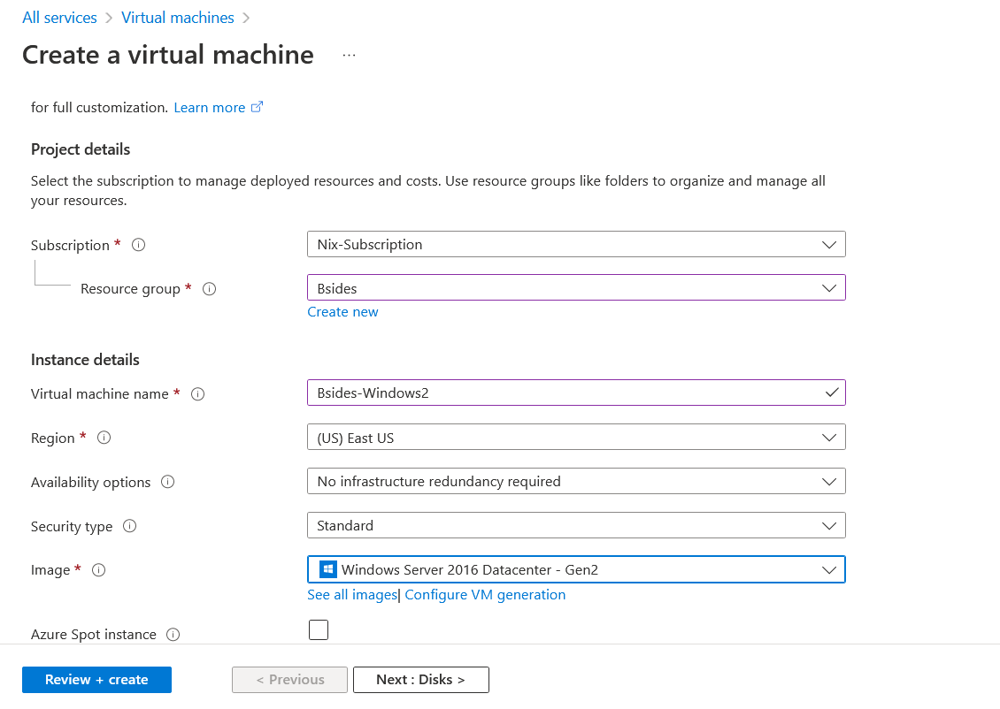 All services > Virtual machines >
Create a virtual machine ...
for full customization. Learn more
Project details
Select the subscription to manage deployed resources and costs. Use resource groups like folders to organize and manage all
your resources.
Subscription *
Nix-Subscription
Resource group *
Bsides
Create new
Instance details
Virtual machine name *
Bsides-Windows2
Region *
(US) East US
Availability options
No infrastructure redundancy required
Security type
Standard
Image *
Windows Server 2016 Datacenter - Gen2
See all images| Configure VM generation
Azure Spot instance
Review + create
< Previous
Next : Disks >